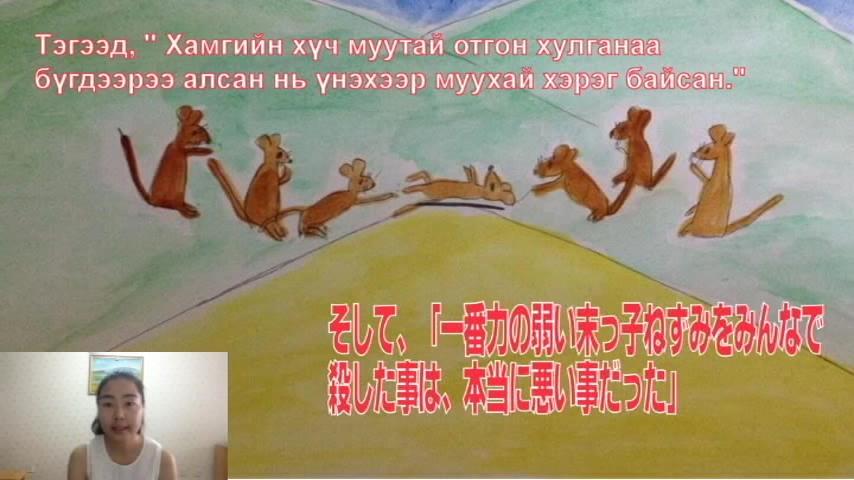 Тэгээд, " Хамгийн хүч муутай отгон хулганаа
бүгдээрээ алсан нь үнэхээр муухай хэрэг байсан."
そして、「一番力の弱い末っ子ねずみをみんなで
殺した事は、本当に悪い事だった」